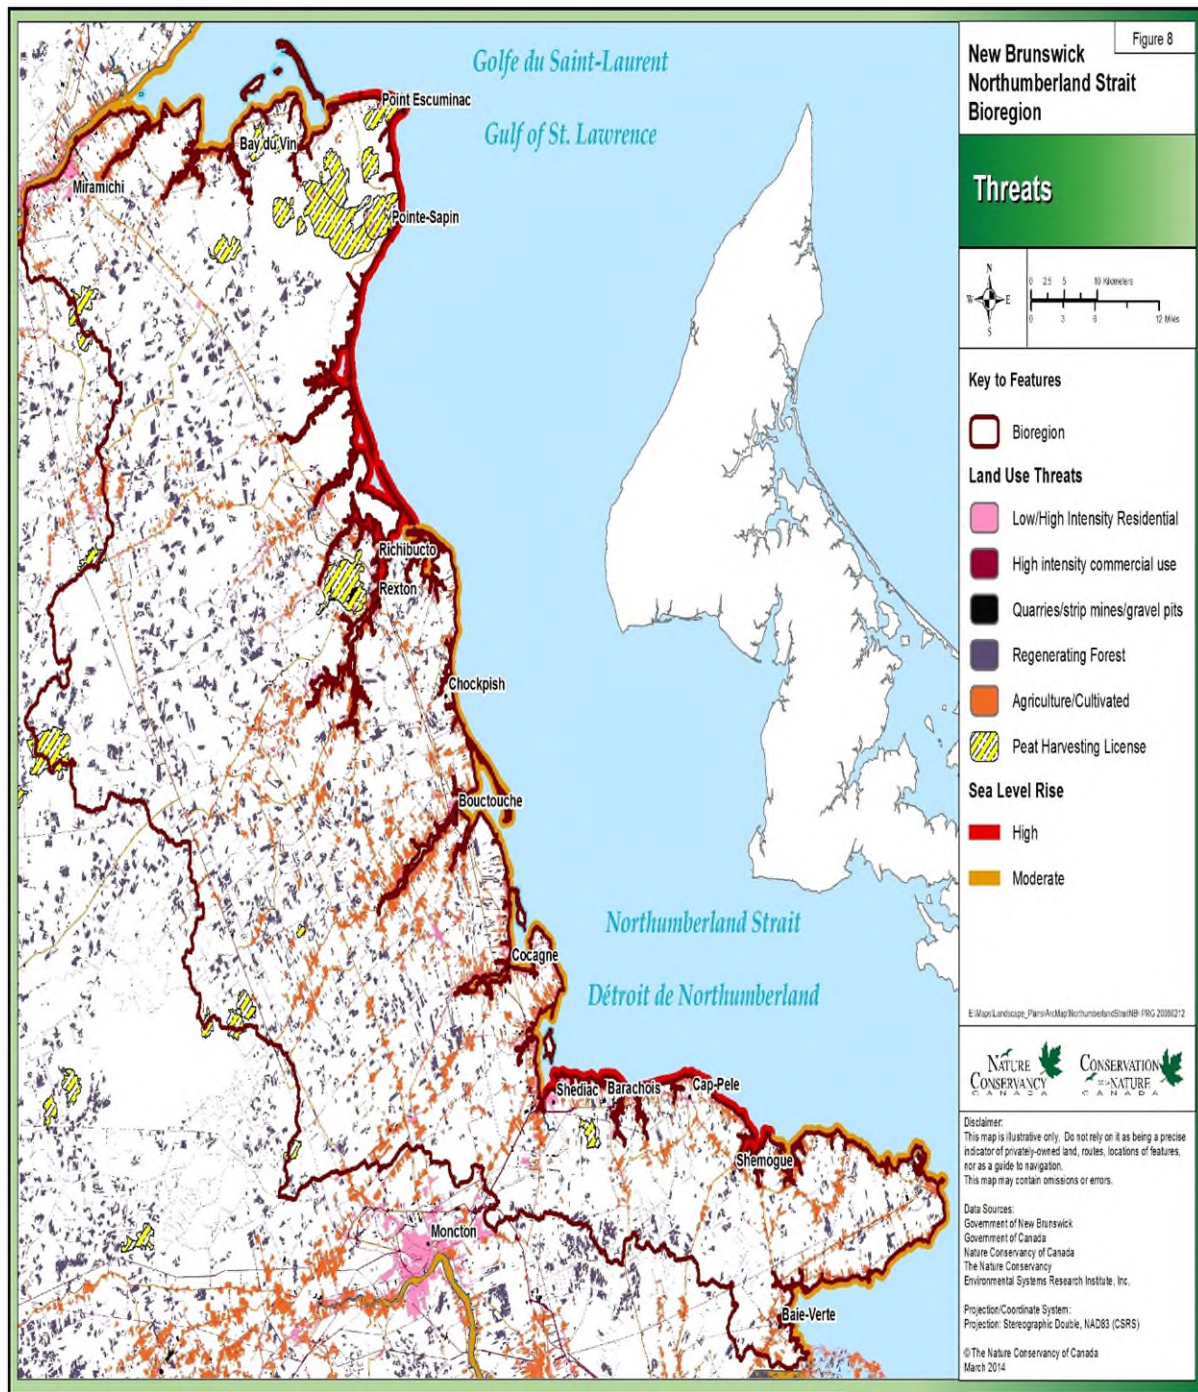 Golfe du Saint-Laurent
Gulf of St. Lawrence
Point Escuminac
Bay du Vin
Miramichi
Pointe-Sapin
Richibucto
Rexton
Chockpish
Bouctouche
Northumberland Strait
Détroit de Northumberland
Cocagne
Shediac
Barachois
Cap-Pele
Shemogue
Moncton
Baie-Verte
Figure 8
New Brunswick
Northumberland Strait
Bioregion
Threats
N
W
E
S
0 2.5 5 10 Kilometers
0 3 6 12 Miles
Key to Features
Bioregion
Land Use Threats
Low/High Intensity Residential
High intensity commercial use
Quarries/strip mines/gravel pits
Regenerating Forest
Agriculture/Cultivated
Peat Harvesting License
Sea Level Rise
High
Moderate
NATURE
CONSERVANCY
CANADA
CONSERVATION
NATURE
CANADA
Disclaimer:
This map is illustrative only. Do not rely on it as being a precise
indicator of privately-owned land, routes, locations of features,
nor as a guide to navigation.
This map may contain omissions or errors.
Data Sources:
Government of New Brunswick
Government of Canada
Nature Conservancy of Canada
The Nature Conservancy
Environmental Systems Research Institute, Inc.
Projection/Coordinate System:
Projection: Stereographic Double, NAD83 (CSRS)
© The Nature Conservancy of Canada
March 2014